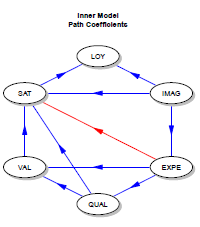 Inner Model
Path Coefficients
LOY
SAT
IMAG
VAL
EXPE
QUAL